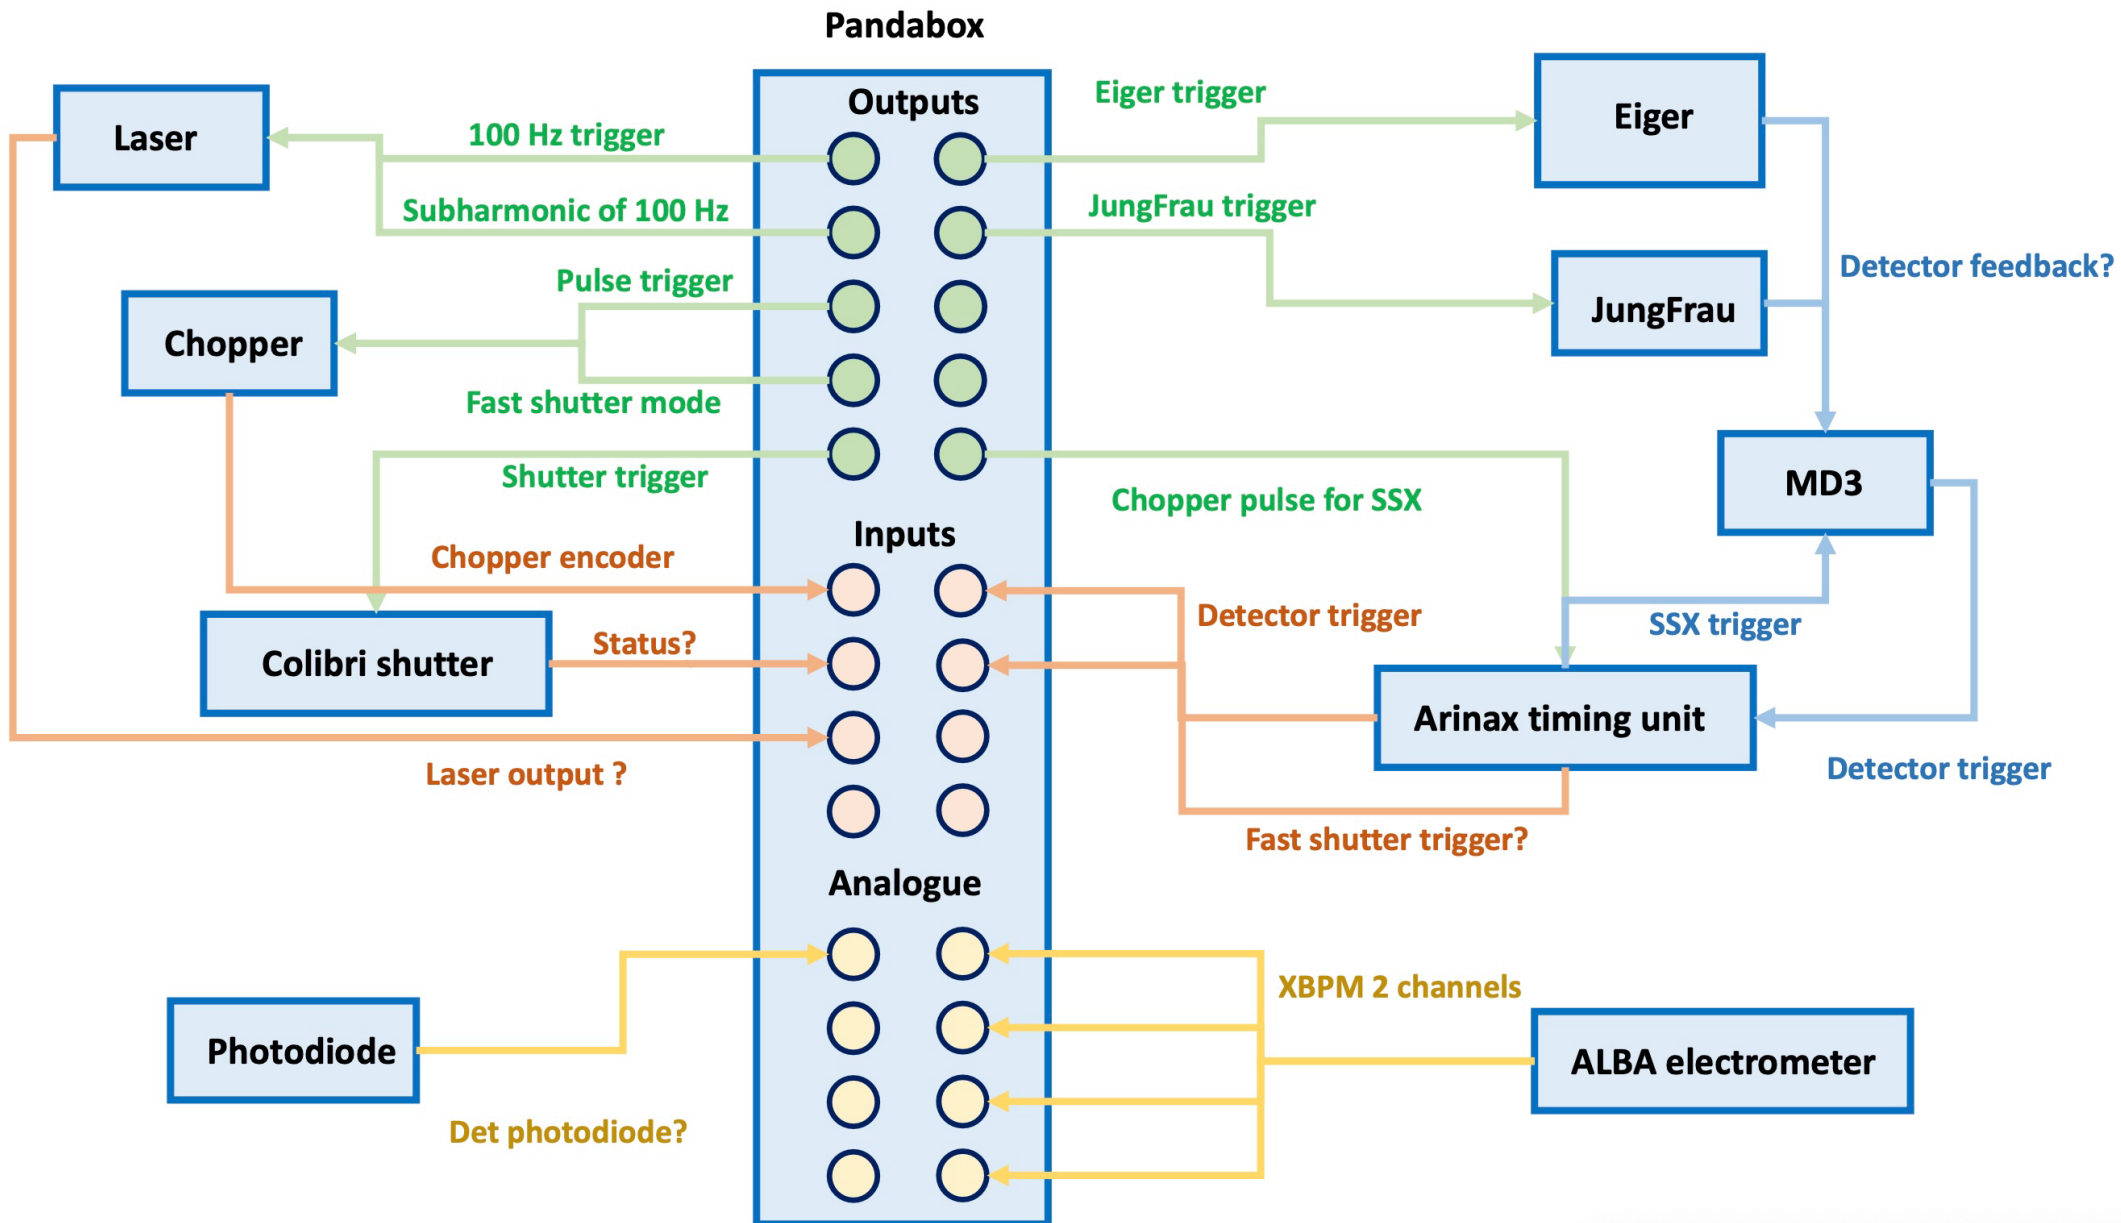 Pandabox
Outputs
Laser
100 Hz trigger
Subharmonic of 100 Hz
Pulse trigger
Chopper
Fast shutter mode
Shutter trigger
Eiger trigger
Eiger
JungFrau trigger
Detector feedback?
JungFrau
MD3
Chopper pulse for SSX
Inputs
Chopper encoder
Colibri shutter
Status?
Laser output ?
Detector trigger
SSX trigger
Arinax timing unit
Detector trigger
Fast shutter trigger?
Analogue
Photodiode
Det photodiode?
XBPM 2 channels
ALBA electrometer